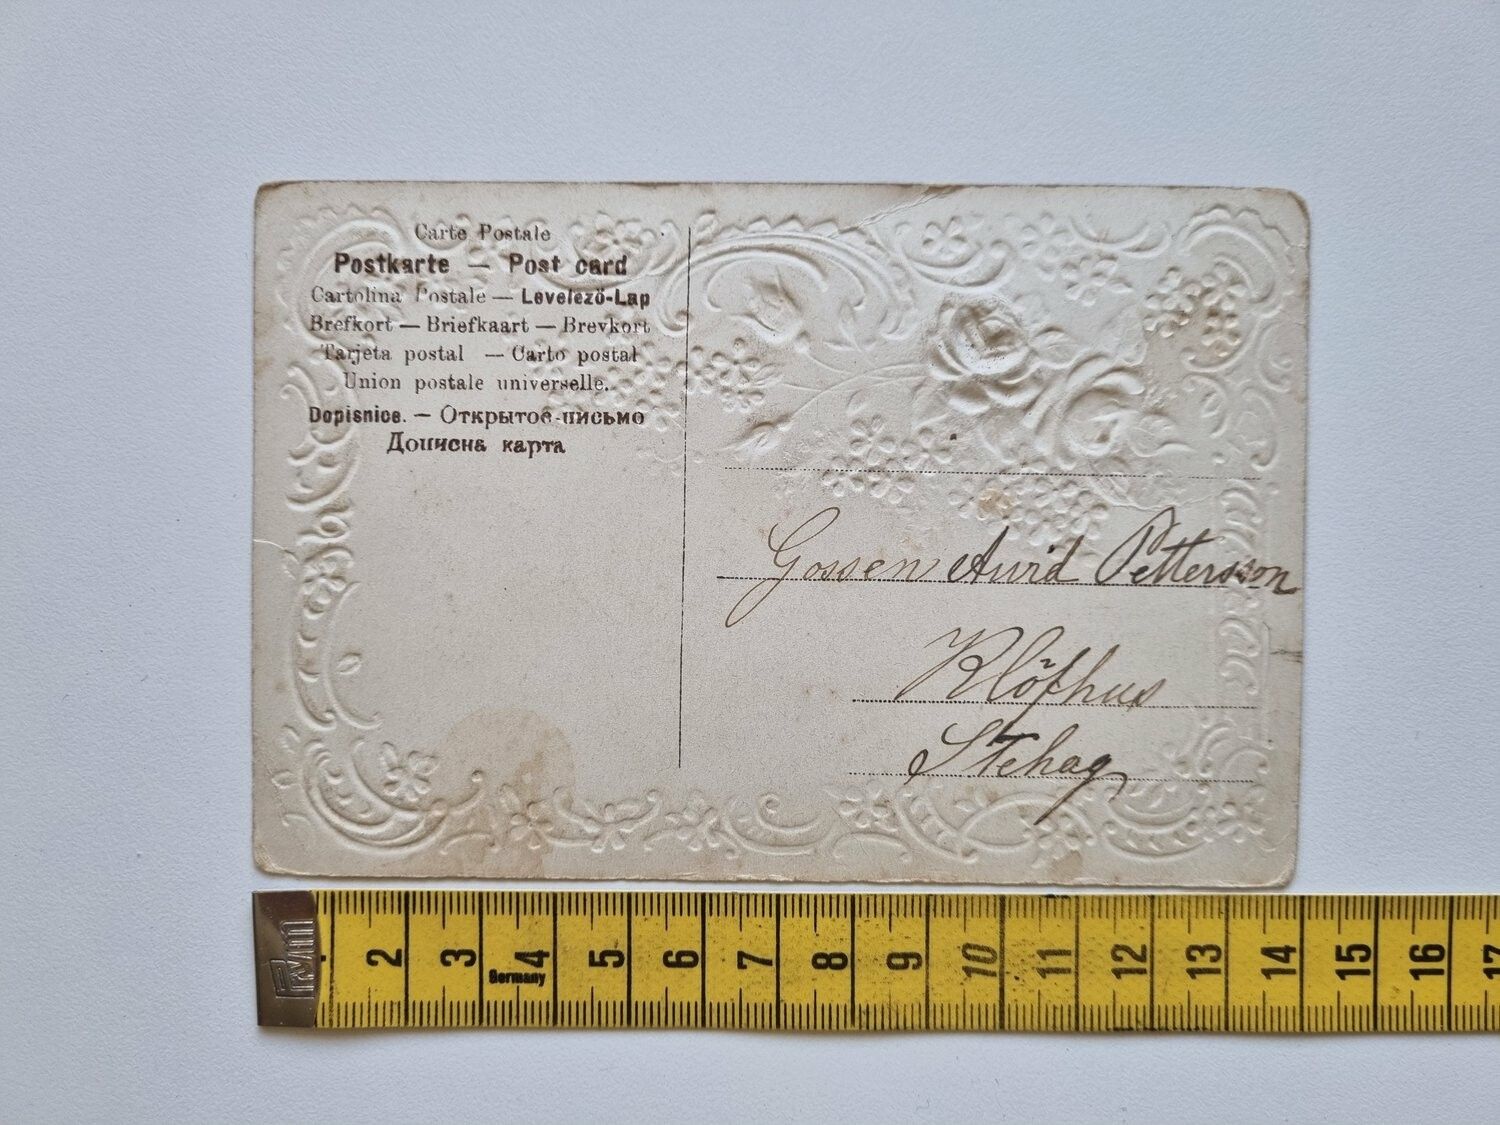 Carte Postale
Postkarte — Post card
Cartolina Postale — Levelező-Lap
Brefkort — Briefkaart — Brevkort
Tarjeta postal — Carto postal
Union postale universelle.
Dopisnice. — Открытое письмо
Дописна карта
Gossen Arvid Pettersson
Klöfhus
Stehag
Prym
2 3 4 5 6 7 8 9 10 11 12 13 14 15 16 17
Germany